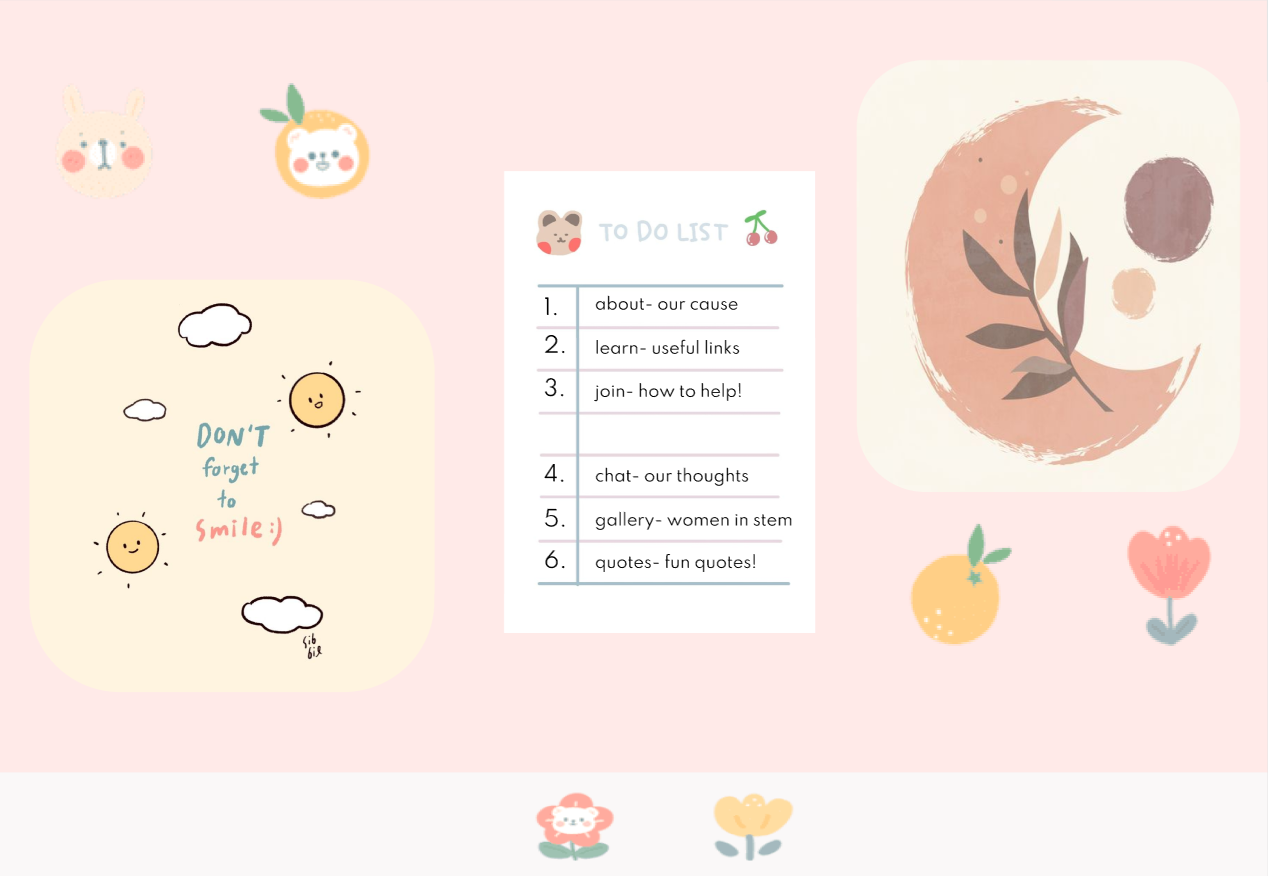 DON'T
forget
to
smile :)
sib
bil
TO DO LIST
1. about- our cause
2. learn- useful links
3. join- how to help!
4. chat- our thoughts
5. gallery- women in stem
6. quotes- fun quotes!